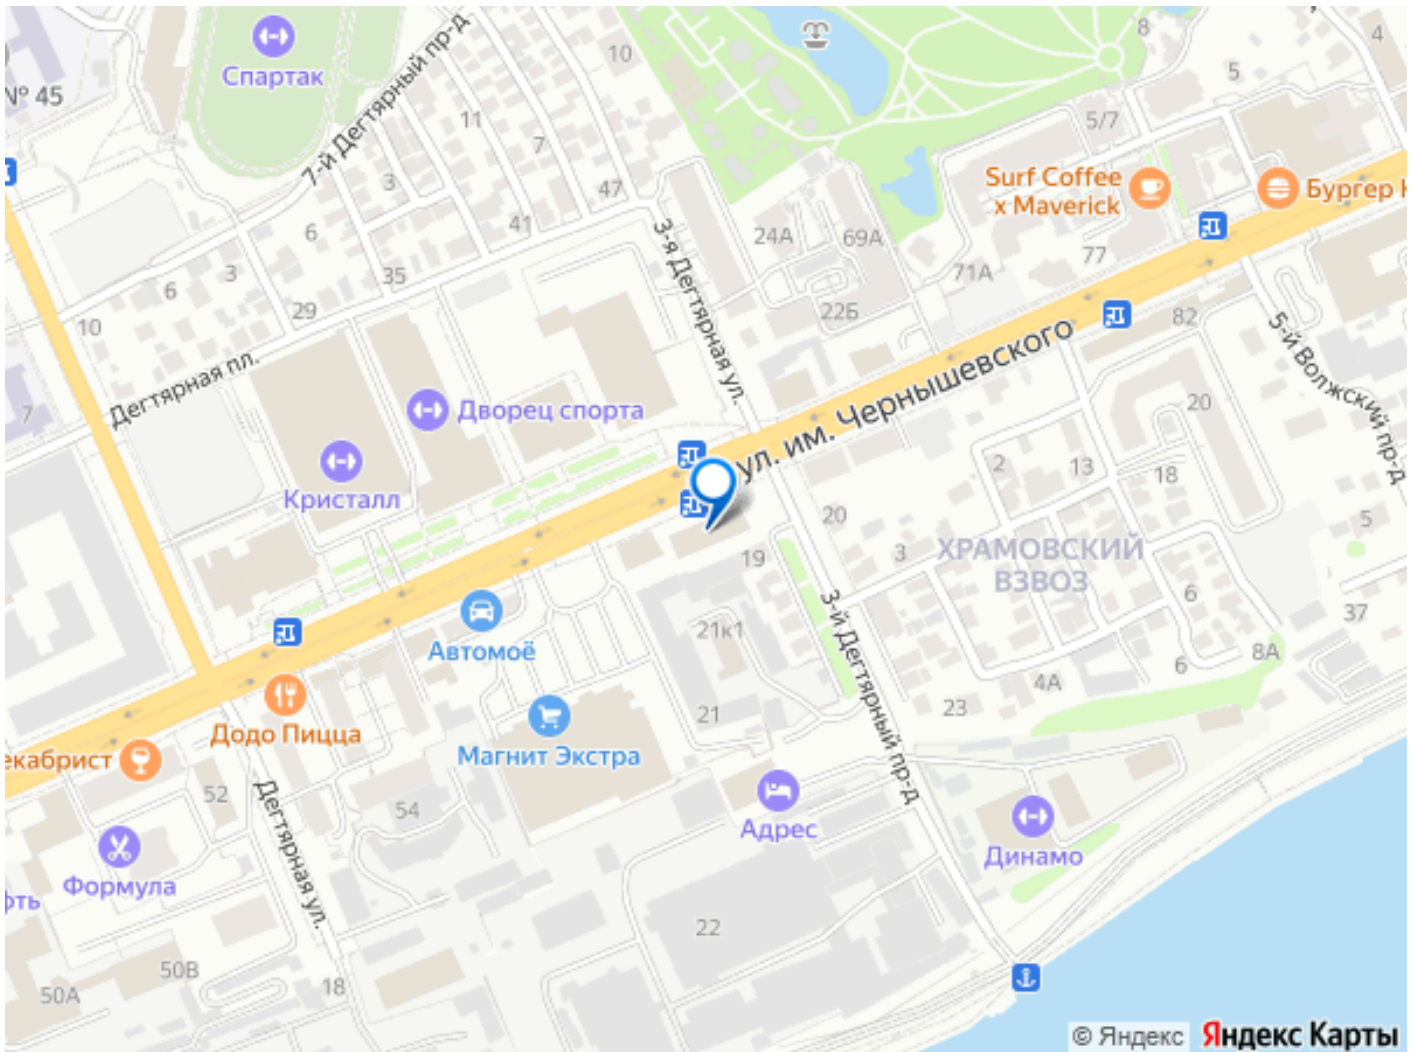 Спартак
№ 45
7-й Дегтярный пр-д
10
8
4
5
11
7
5/7
3
47
41
6
3-я Дегтярная ул.
24А
69А
Surf Coffee
x Maverick
Бургер
77
71А
3
6
35
29
10
22Б
82
Дегтярная пл.
7
Дворец спорта
Кристалл
ул. им. Чернышевского
5-й Волжский пр-д
20
2
13
18
20
19
3
5
ХРАМОВСКИЙ
ВЗВОЗ
6
37
Автомоё
21к1
3-й Дегтярный пр-д
8А
6
4А
23
21
Додо Пицца
Магнит Экстра
екабрист
52
Дегтярная ул.
54
Адрес
Динамо
Формула
фть
22
50В
50А
18
© Яндекс
Яндекс Карты